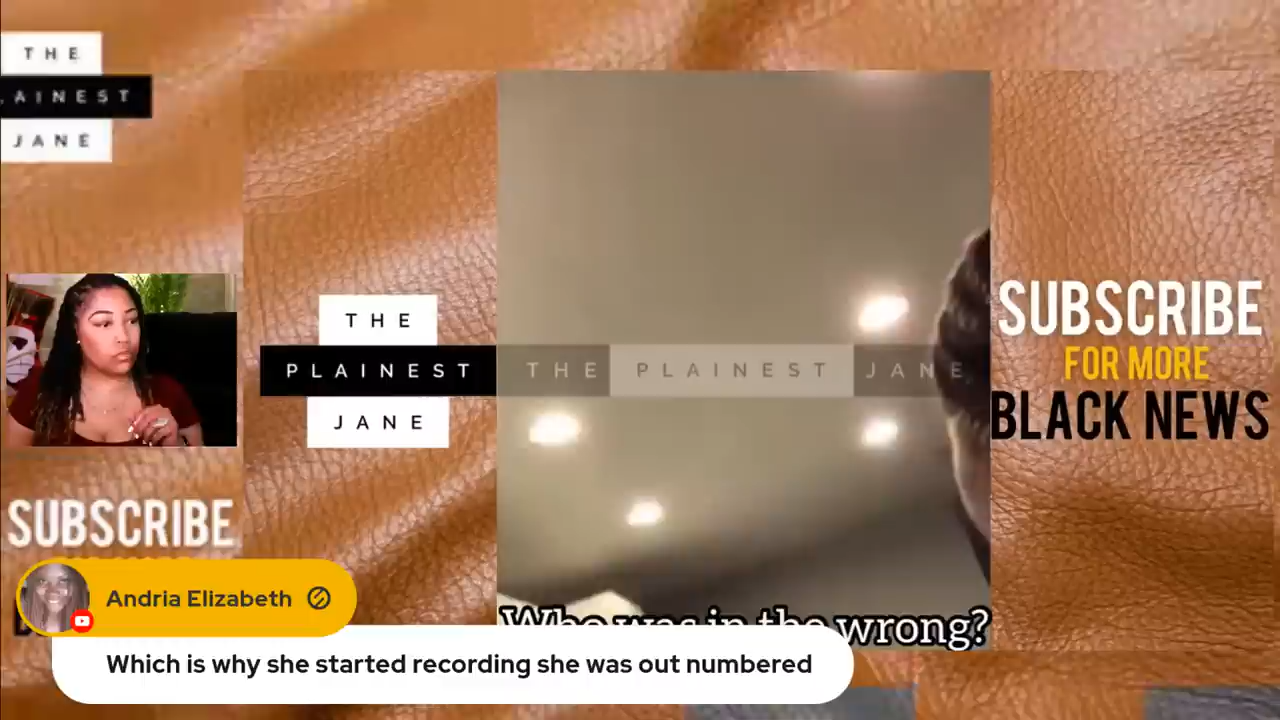 THE
LAINEST
JANE
THE
PLAINEST
JANE
THE PLAINEST JANE
SUBSCRIBE
FOR MORE
BLACK NEWS
SUBSCRIBE
Who was in the wrong?
Andria Elizabeth
Which is why she started recording she was out numbered